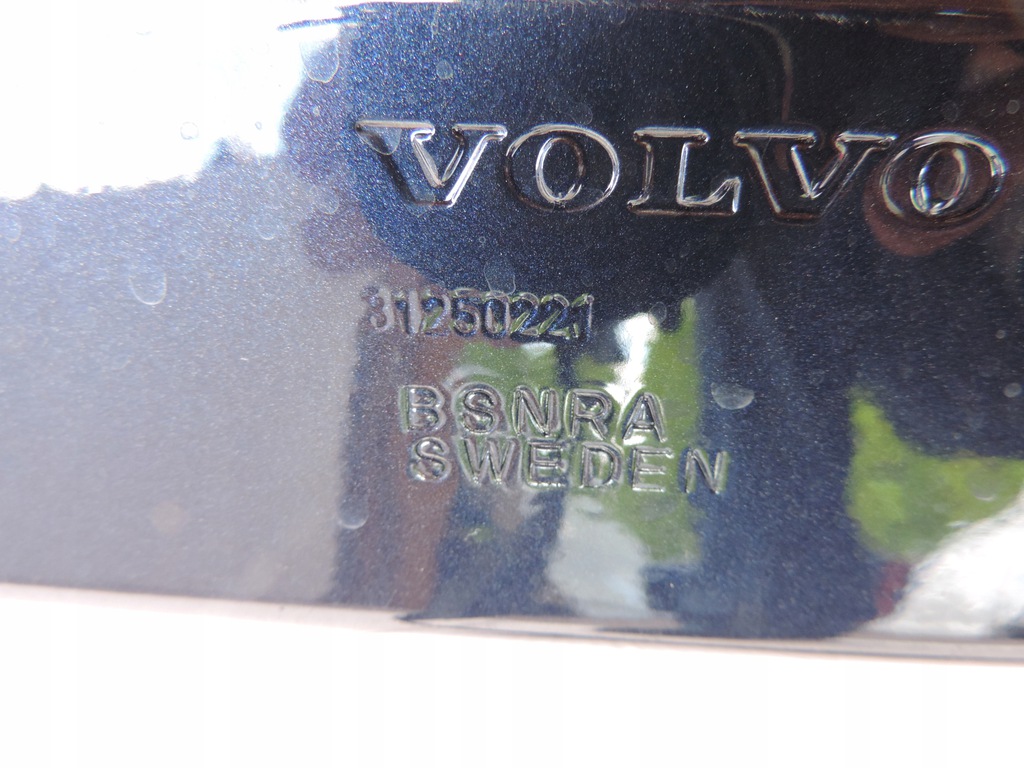 VOLVO
31250221
BSNRA
SWEDEN